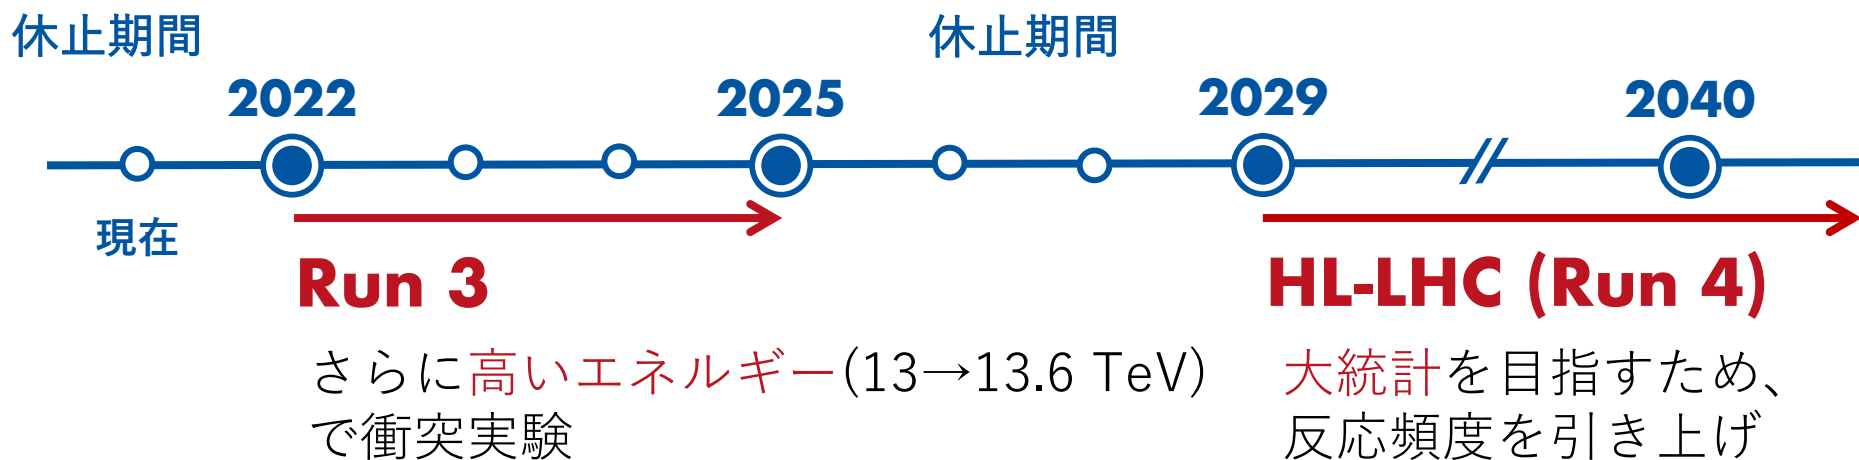 休止期間
休止期間
2022
2025
2029
2040
現在
Run 3
HL-LHC (Run 4)
さらに高いエネルギー(13→13.6 TeV)
で衝突実験
大統計を目指すため、
反応頻度を引き上げ